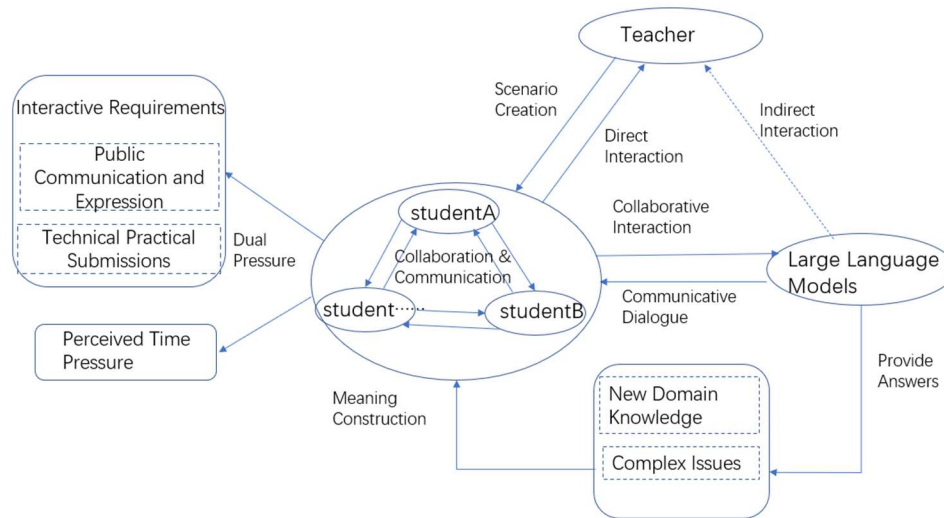 Teacher
Scenario
Creation
Direct
Interaction
Indirect
Interaction
Interactive Requirements
Public
Communication and
Expression
Technical Practical
Submissions
Dual
Pressure
Perceived Time
Pressure
studentA
Collaboration &
Communication
student······
studentB
Collaborative
Interaction
Communicative
Dialogue
Large Language
Models
Provide
Answers
Meaning
Construction
New Domain
Knowledge
Complex Issues